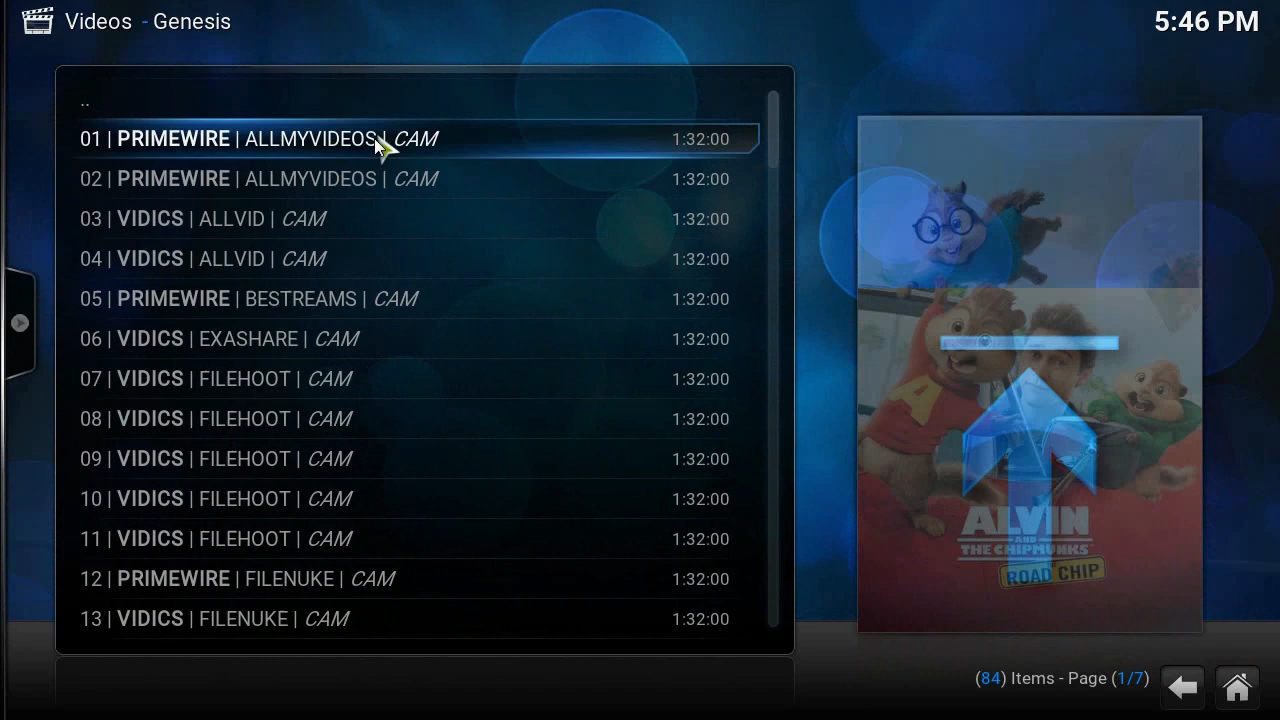 Videos - Genesis
5:46 PM
..
01 | PRIMEWIRE | ALLMYVIDEOS | CAM 1:32:00
02 | PRIMEWIRE | ALLMYVIDEOS | CAM 1:32:00
03 | VIDICS | ALLVID | CAM 1:32:00
04 | VIDICS | ALLVID | CAM 1:32:00
05 | PRIMEWIRE | BESTREAMS | CAM 1:32:00
06 | VIDICS | EXASHARE | CAM 1:32:00
07 | VIDICS | FILEHOOT | CAM 1:32:00
08 | VIDICS | FILEHOOT | CAM 1:32:00
09 | VIDICS | FILEHOOT | CAM 1:32:00
10 | VIDICS | FILEHOOT | CAM 1:32:00
11 | VIDICS | FILEHOOT | CAM 1:32:00
12 | PRIMEWIRE | FILENUKE | CAM 1:32:00
13 | VIDICS | FILENUKE | CAM 1:32:00
ALVIN
AND
THE CHIPMUNKS
ROAD CHIP
(84) Items - Page (1/7)